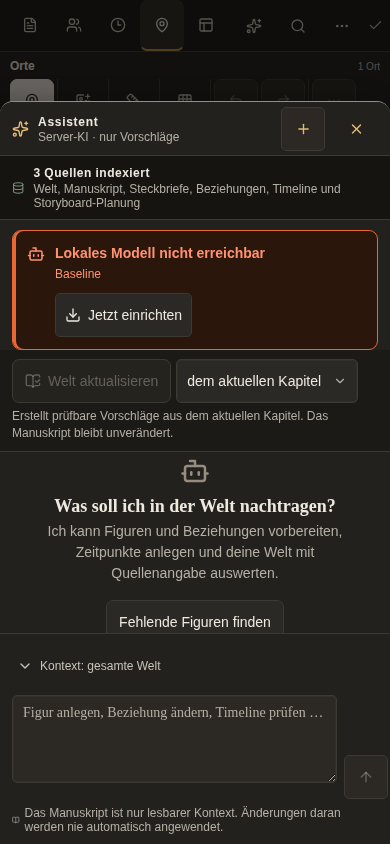 Orte
1 Ort
Assistent
Server-KI · nur Vorschläge
3 Quellen indexiert
Welt, Manuskript, Steckbriefe, Beziehungen, Timeline und
Storyboard-Planung
Lokales Modell nicht erreichbar
Baseline
Jetzt einrichten
Welt aktualisieren
dem aktuellen Kapitel
Erstellt prüfbare Vorschläge aus dem aktuellen Kapitel. Das
Manuskript bleibt unverändert.
Was soll ich in der Welt nachtragen?
Ich kann Figuren und Beziehungen vorbereiten,
Zeitpunkte anlegen und deine Welt mit
Quellenangabe auswerten.
Fehlende Figuren finden
Kontext: gesamte Welt
Figur anlegen, Beziehung ändern, Timeline prüfen …
Das Manuskript ist nur lesbarer Kontext. Änderungen daran
werden nie automatisch angewendet.